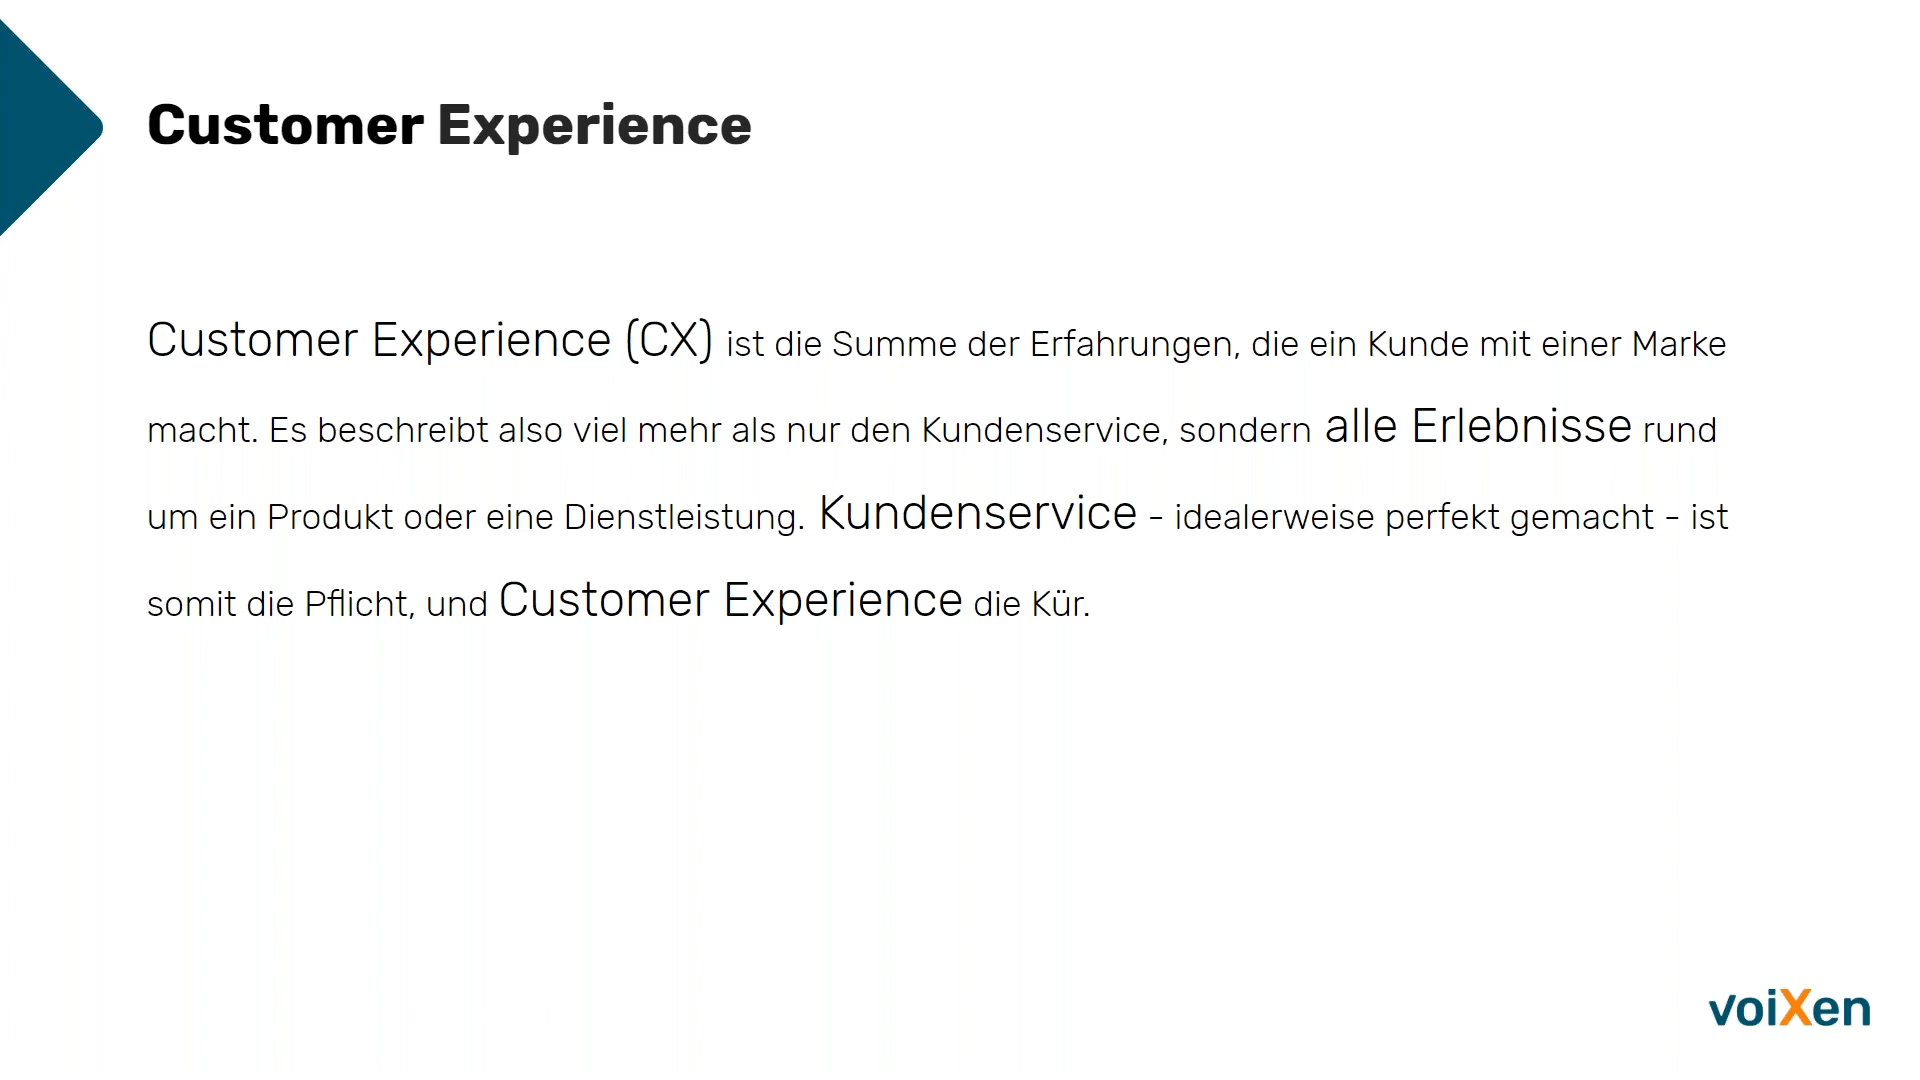 Customer Experience
Customer Experience (CX) ist die Summe der Erfahrungen, die ein Kunde mit einer Marke
macht. Es beschreibt also viel mehr als nur den Kundenservice, sondern alle Erlebnisse rund
um ein Produkt oder eine Dienstleistung. Kundenservice - idealerweise perfekt gemacht - ist
somit die Pflicht, und Customer Experience die Kür.
voiXen